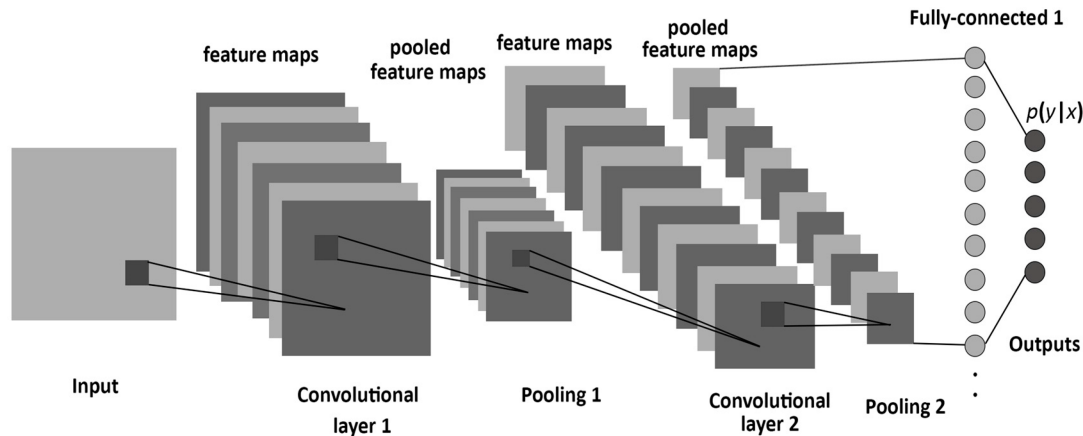 Fully-connected 1
feature maps
pooled
feature maps
feature maps
pooled
feature maps
p(y|x)
Outputs
Input
Convolutional
layer 1
Pooling 1
Convolutional
layer 2
Pooling 2